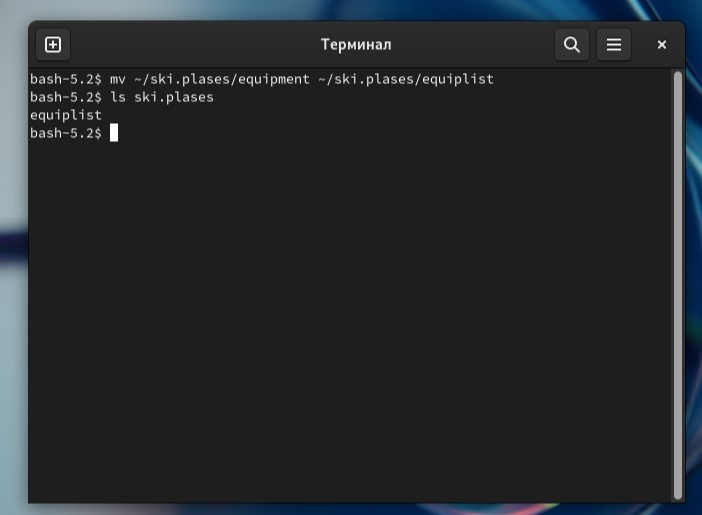 Терминал
bash-5.2$ mv ~/ski.plases/equipment ~/ski.plases/equiplist
bash-5.2$ ls ski.plases
equiplist
bash-5.2$